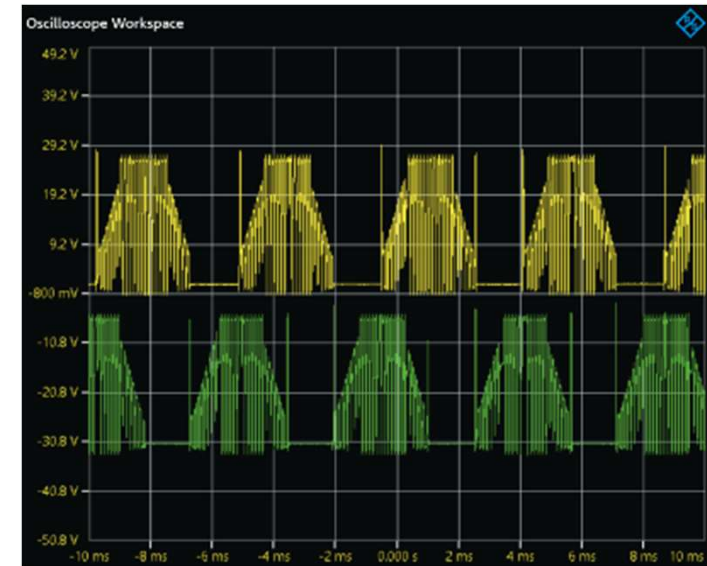 Oscilloscope Workspace
49.2 V
39.2 V
29.2 V
19.2 V
9.2 V
-800 mV
-10.8 V
-20.8 V
-30.8 V
-40.8 V
-50.8 V
-10 ms -8 ms -6 ms -4 ms -2 ms 0.000 s 2 ms 4 ms 6 ms 8 ms 10 ms